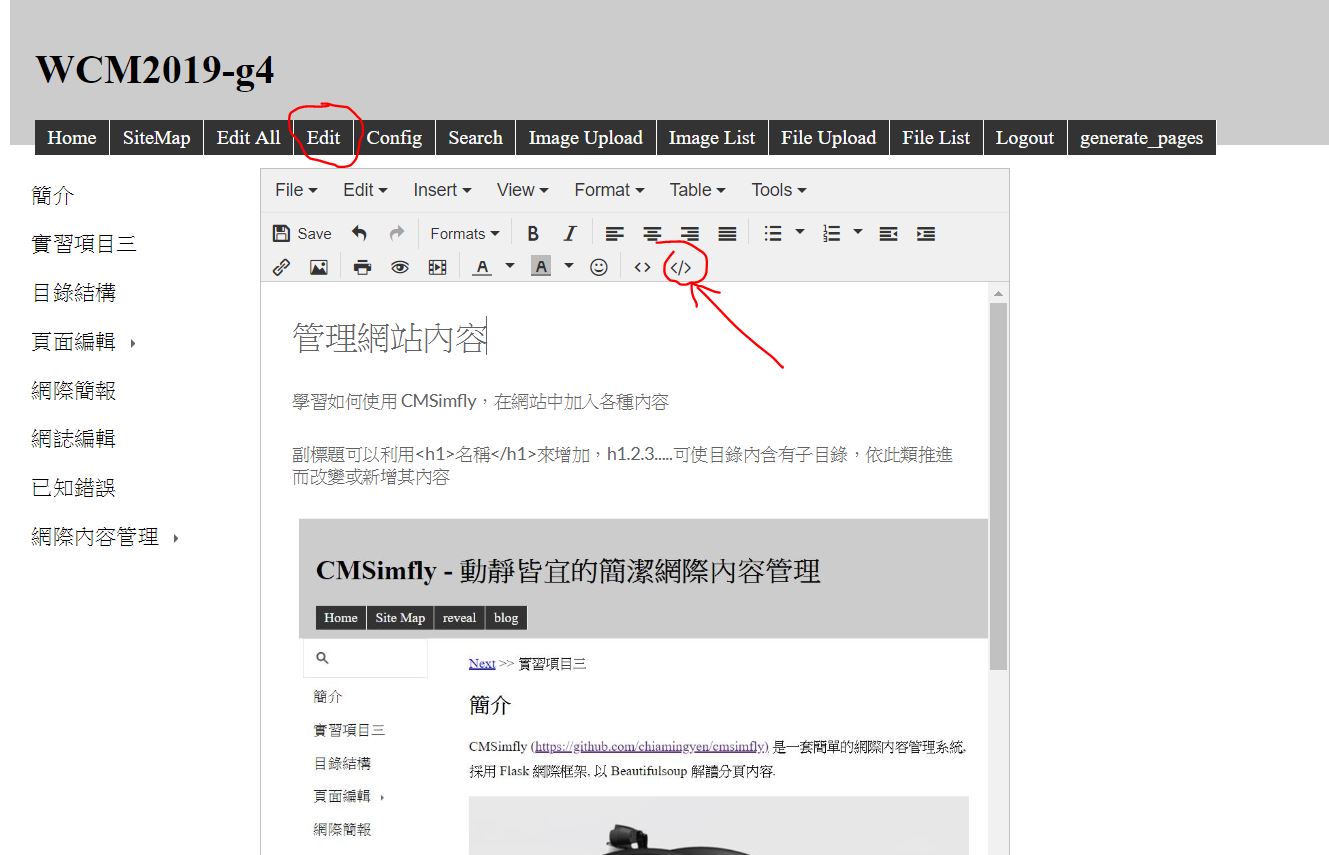 WCM2019-g4
Home SiteMap Edit All Edit Config Search Image Upload Image List File Upload File List Logout generate_pages
簡介
實習項目三
目錄結構
頁面編輯
網際簡報
網誌編輯
已知錯誤
網際內容管理
File Edit Insert View Format Table Tools
Save Formats B I
A A <> </>
管理網站內容
學習如何使用 CMSimfly，在網站中加入各種內容
副標題可以利用<h1>名稱</h1>來增加，h1.2.3.....可使目錄內含有子目錄，依此類推進
而改變或新增其內容
CMSimfly - 動靜皆宜的簡潔網際內容管理
Home Site Map reveal blog
Next >> 實習項目三
簡介
CMSimfly (https://github.com/chiamingyen/cmsimfly) 是一套簡單的網際內容管理系統,
採用 Flask 網際框架, 以 Beautifulsoup 解讀分頁內容.
簡介
實習項目三
目錄結構
頁面編輯
網際簡報